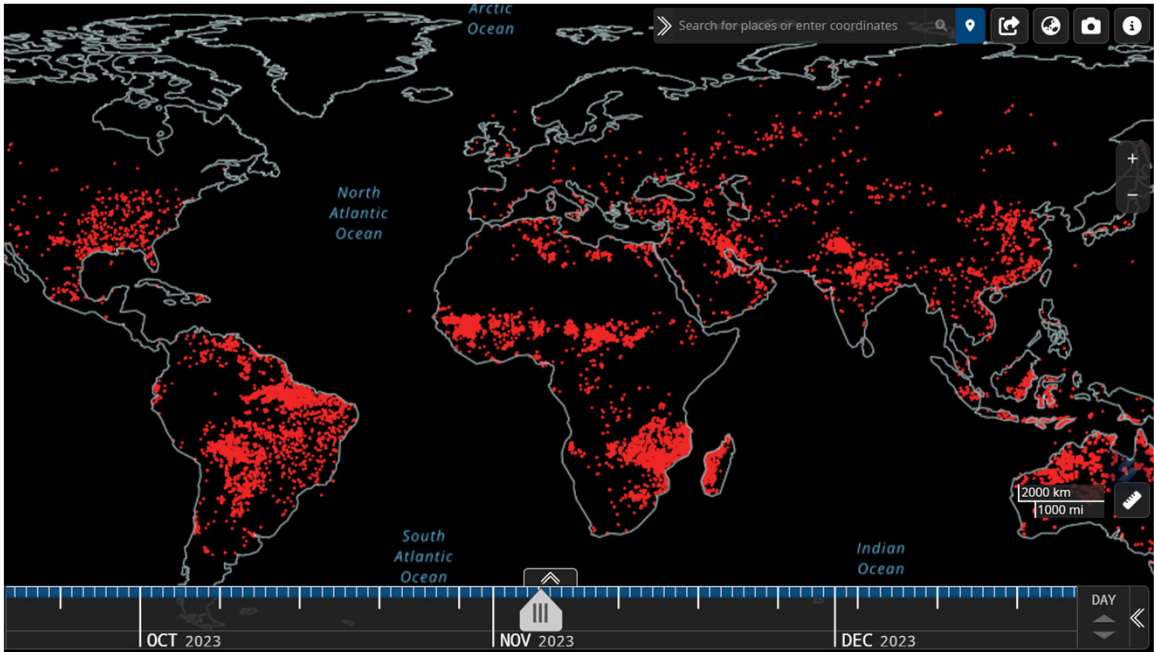 Arctic
Ocean
Search for places or enter coordinates
North
Atlantic
Ocean
2000 km
1000 mi
South
Atlantic
Ocean
Indian
Ocean
DAY
OCT 2023
NOV 2023
DEC 2023